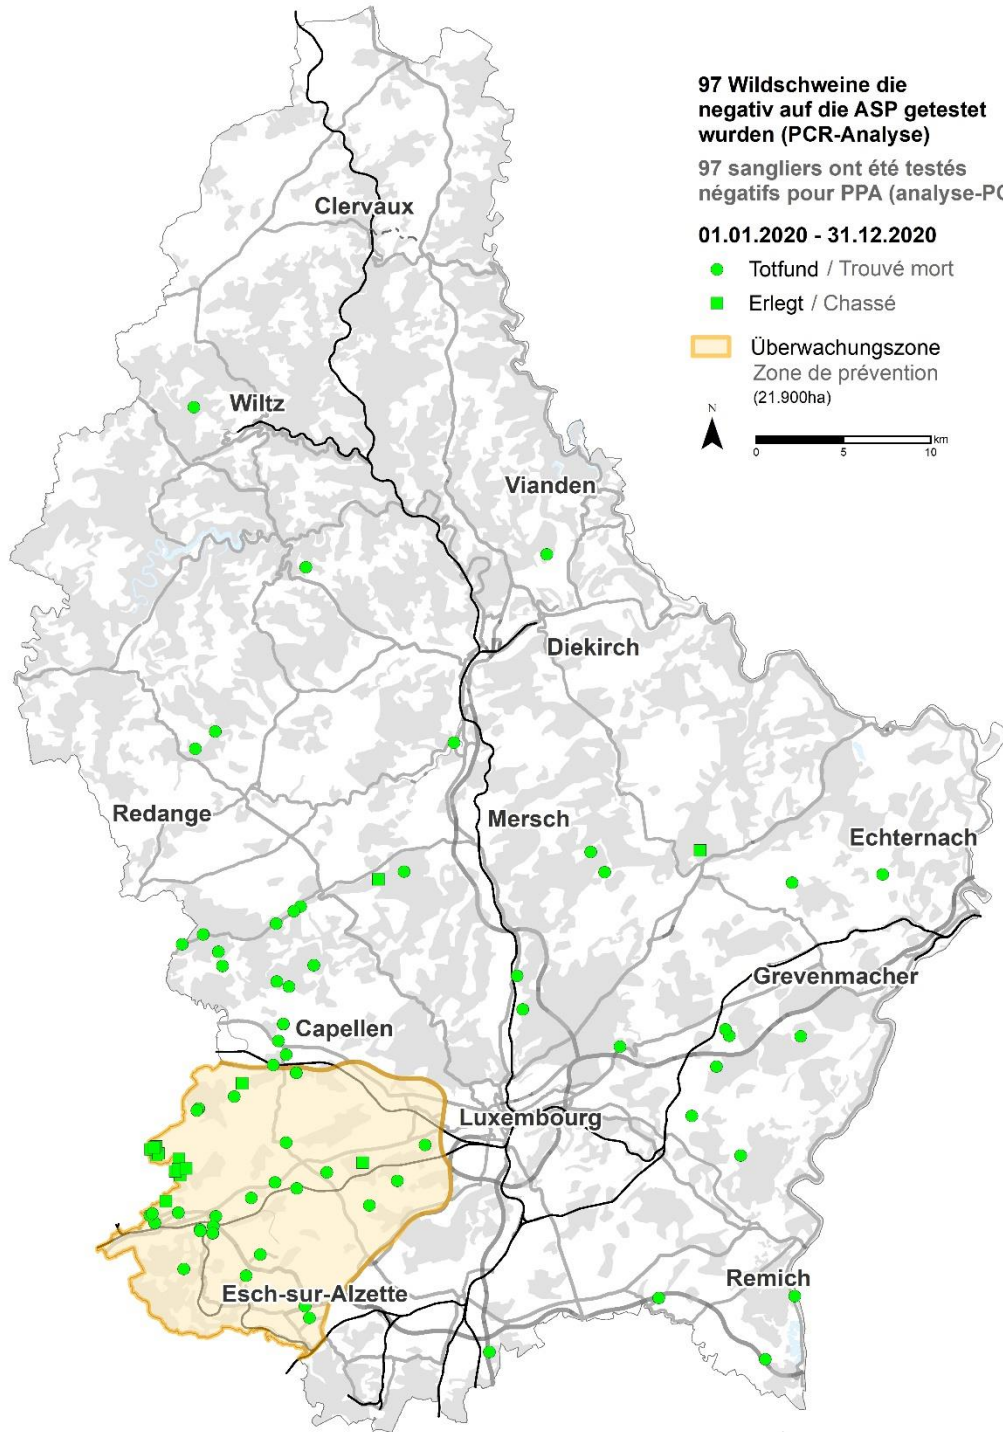 97 Wildschweine die
negativ auf die ASP getestet
wurden (PCR-Analyse)
97 sangliers ont été testés
négatifs pour PPA (analyse-PC
01.01.2020 - 31.12.2020
Totfund / Trouvé mort
Erlegt / Chassé
Überwachungszone
Zone de prévention
(21.900ha)
N
km
0 5 10
Clervaux
Wiltz
Vianden
Diekirch
Redange
Mersch
Echternach
Grevenmacher
Capellen
Luxembourg
Remich
Esch-sur-Alzette